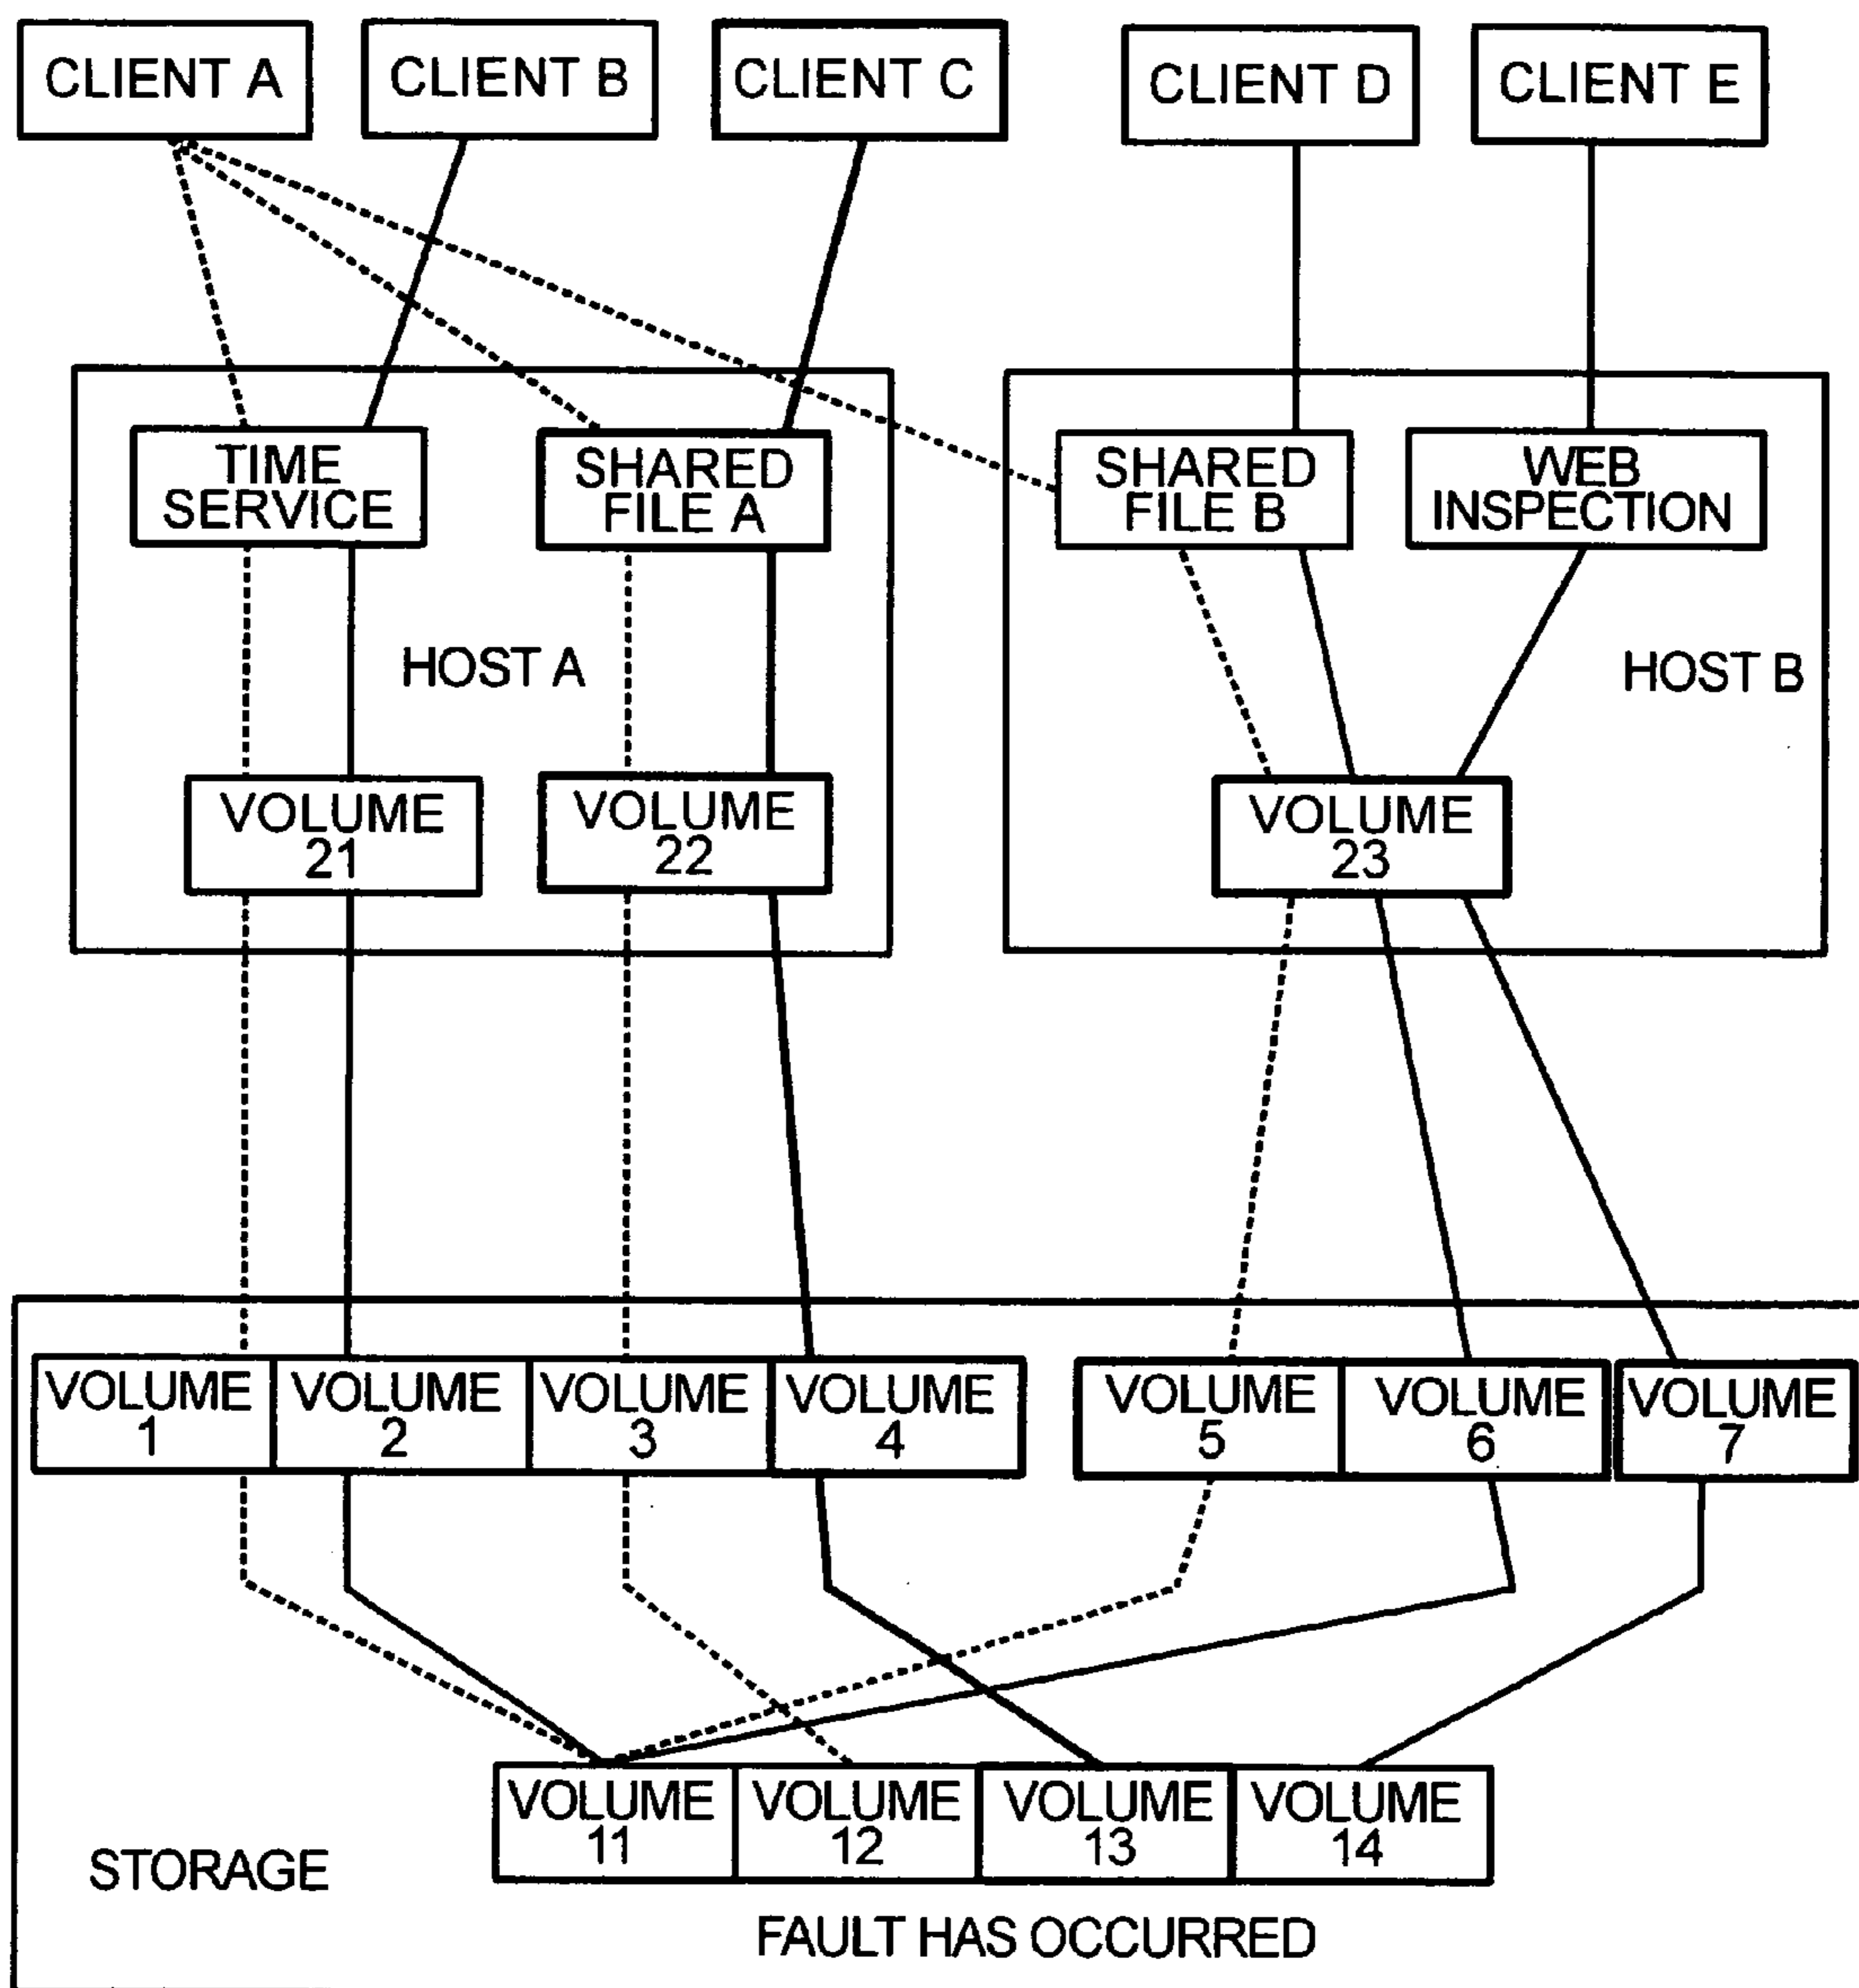 CLIENT A
CLIENT B
CLIENT C
CLIENT D
CLIENT E
TIME
SERVICE
SHARED
FILE A
SHARED
FILE B
WEB
INSPECTION
HOST A
HOST B
VOLUME
21
VOLUME
22
VOLUME
23
VOLUME
1
VOLUME
2
VOLUME
3
VOLUME
4
VOLUME
5
VOLUME
6
VOLUME
7
VOLUME
11
VOLUME
12
VOLUME
13
VOLUME
14
STORAGE
FAULT HAS OCCURRED